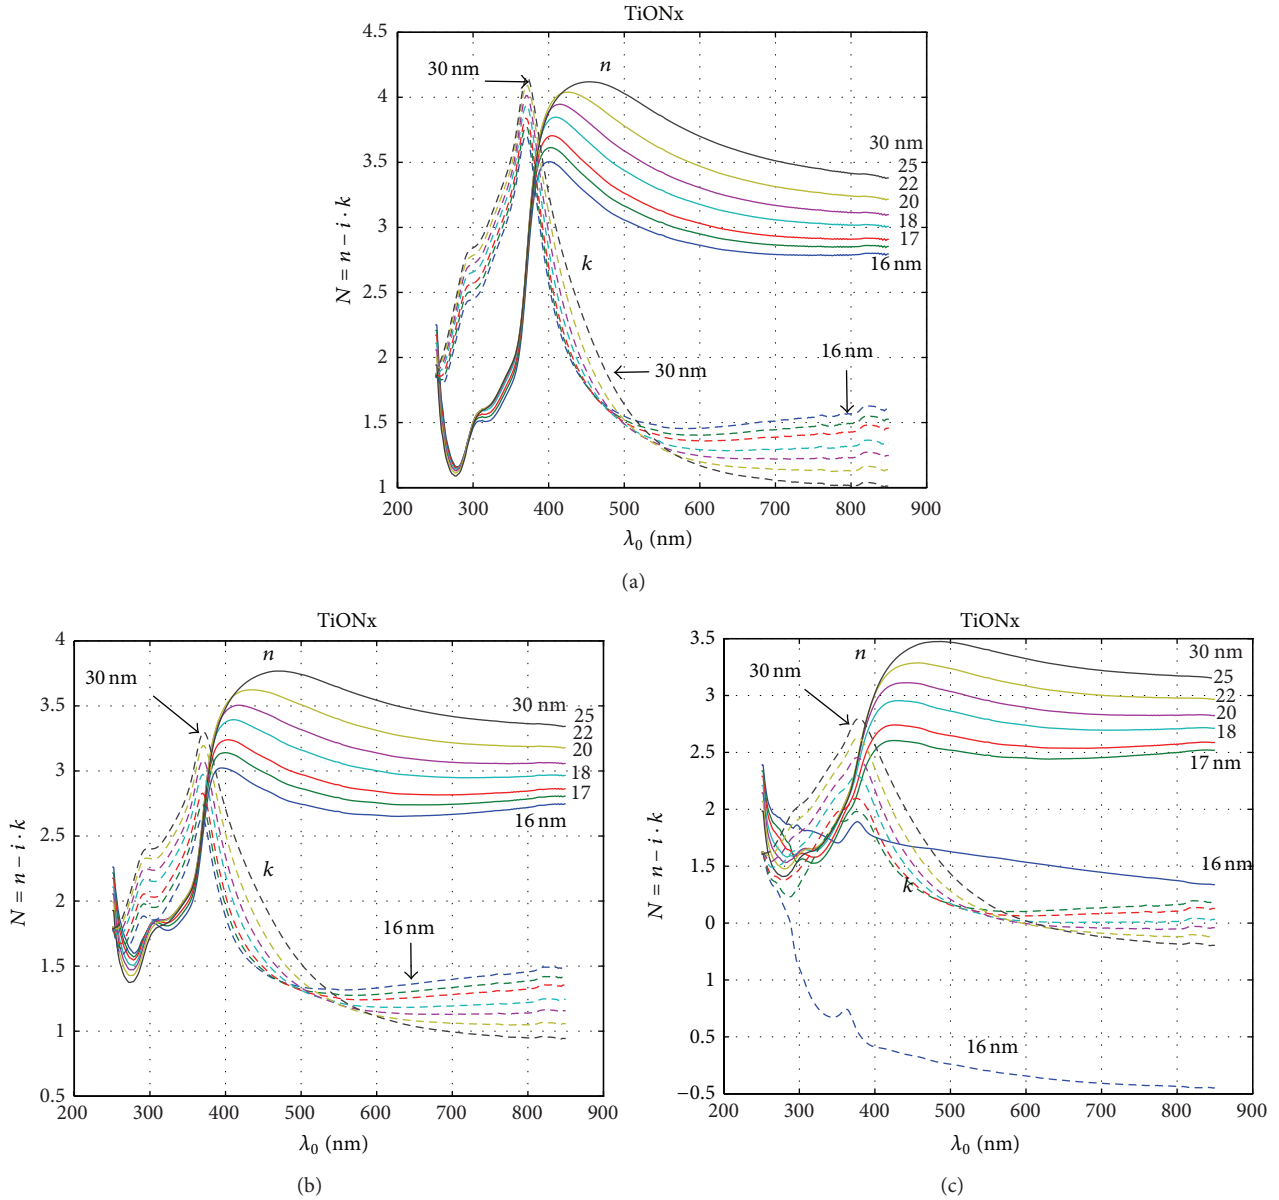 TiONx
4.5
4
3.5
3
2.5
2
1.5
1
N = n − i · k
n
k
30 nm
30 nm
25
22
20
18
17
16 nm
16 nm
30 nm
200 300 400 500 600 700 800 900
λ0 (nm)
(a)
TiONx
4
3.5
3
2.5
2
1.5
1
0.5
N = n − i · k
n
k
30 nm
30 nm
25
22
20
18
17
16 nm
16 nm
200 300 400 500 600 700 800 900
λ0 (nm)
(b)
TiONx
3.5
3
2.5
2
1.5
0
1
0.5
−0.5
N = n − i · k
n
k
30 nm
30 nm
25
22
20
18
17 nm
16 nm
16 nm
200 300 400 500 600 700 800 900
λ0 (nm)
(c)